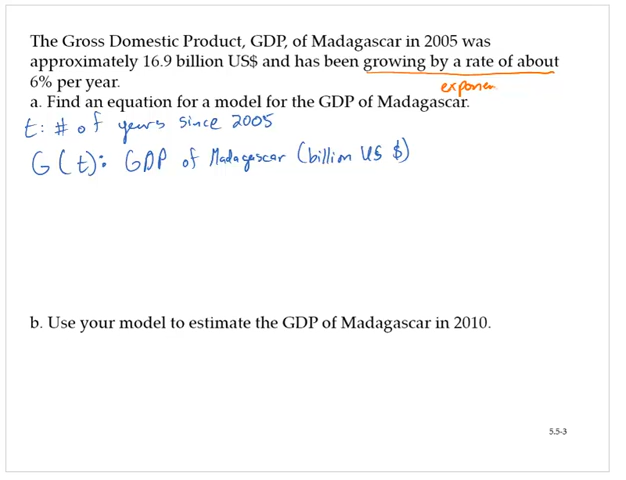 The Gross Domestic Product, GDP, of Madagascar in 2005 was
approximately 16.9 billion US$ and has been growing by a rate of about
6% per year.
exponen
a. Find an equation for a model for the GDP of Madagascar.
t: # of years since 2005
G(t): GDP of Madagascar (billion US $)
b. Use your model to estimate the GDP of Madagascar in 2010.
5.5-3